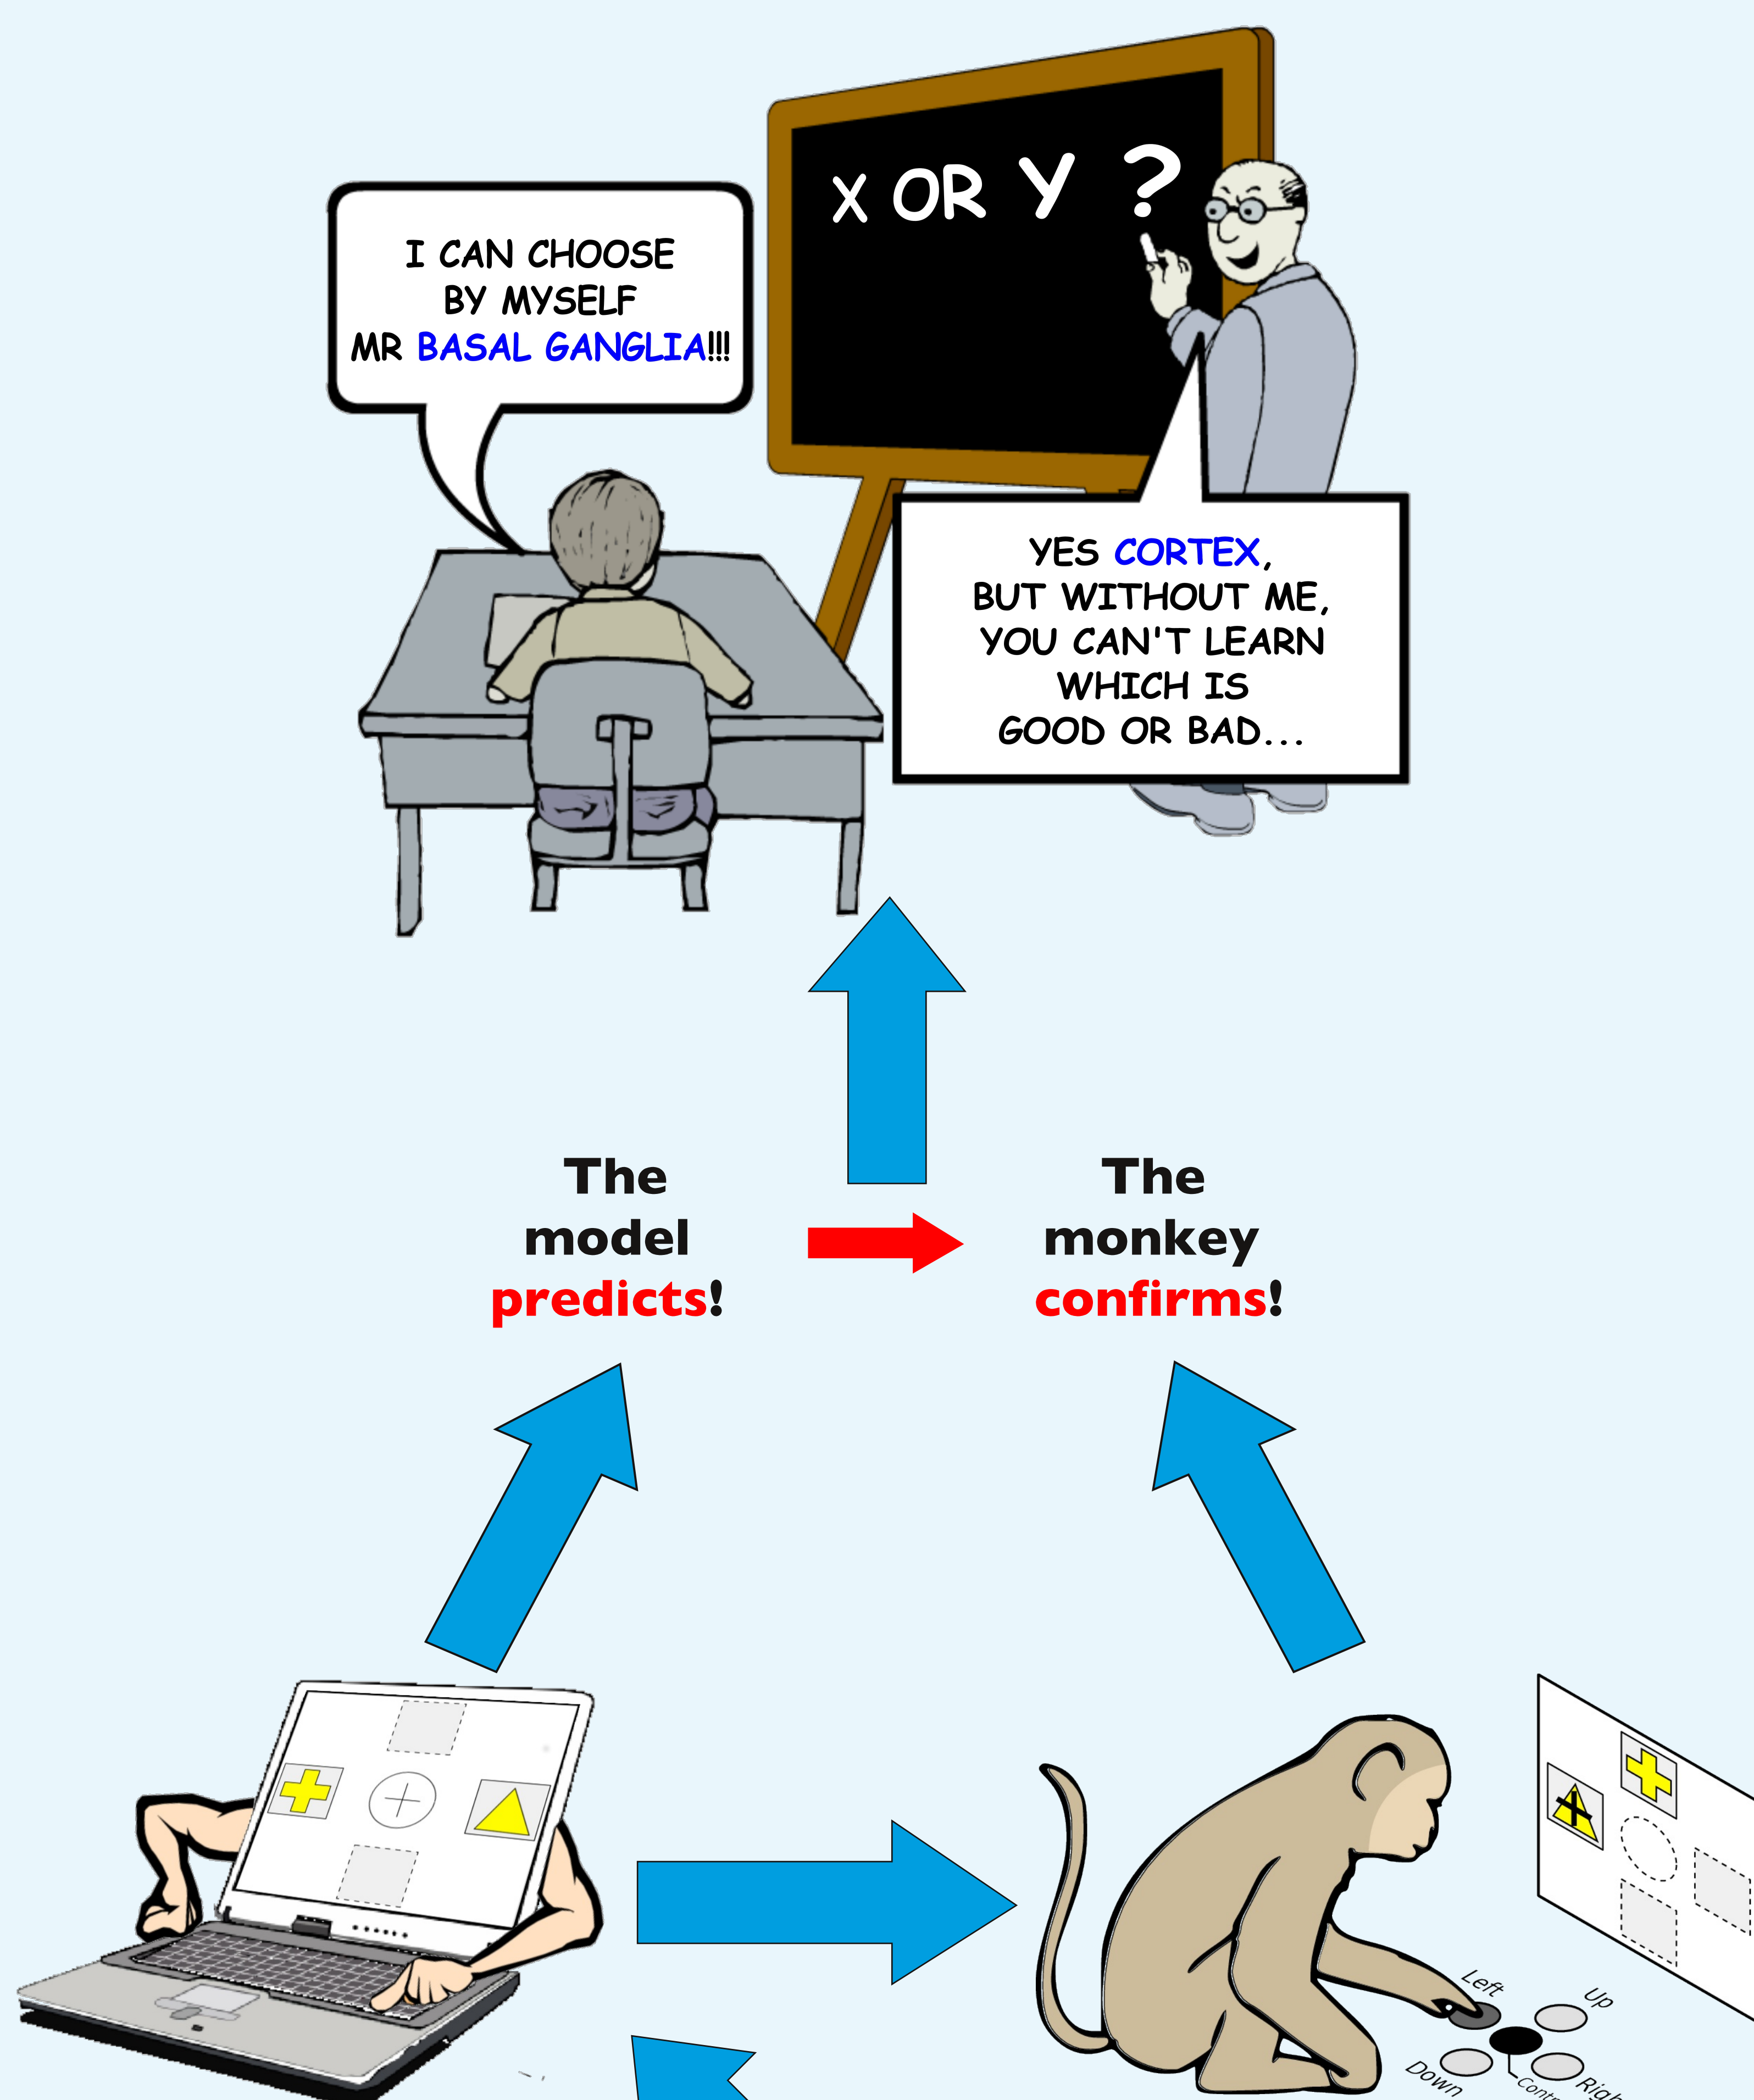 X OR Y ?
I CAN CHOOSE
BY MYSELF
MR BASAL GANGLIA!!!
YES CORTEX,
BUT WITHOUT ME,
YOU CAN'T LEARN
WHICH IS
GOOD OR BAD...
The
model
predicts!
The
monkey
confirms!
Left
Up
Down